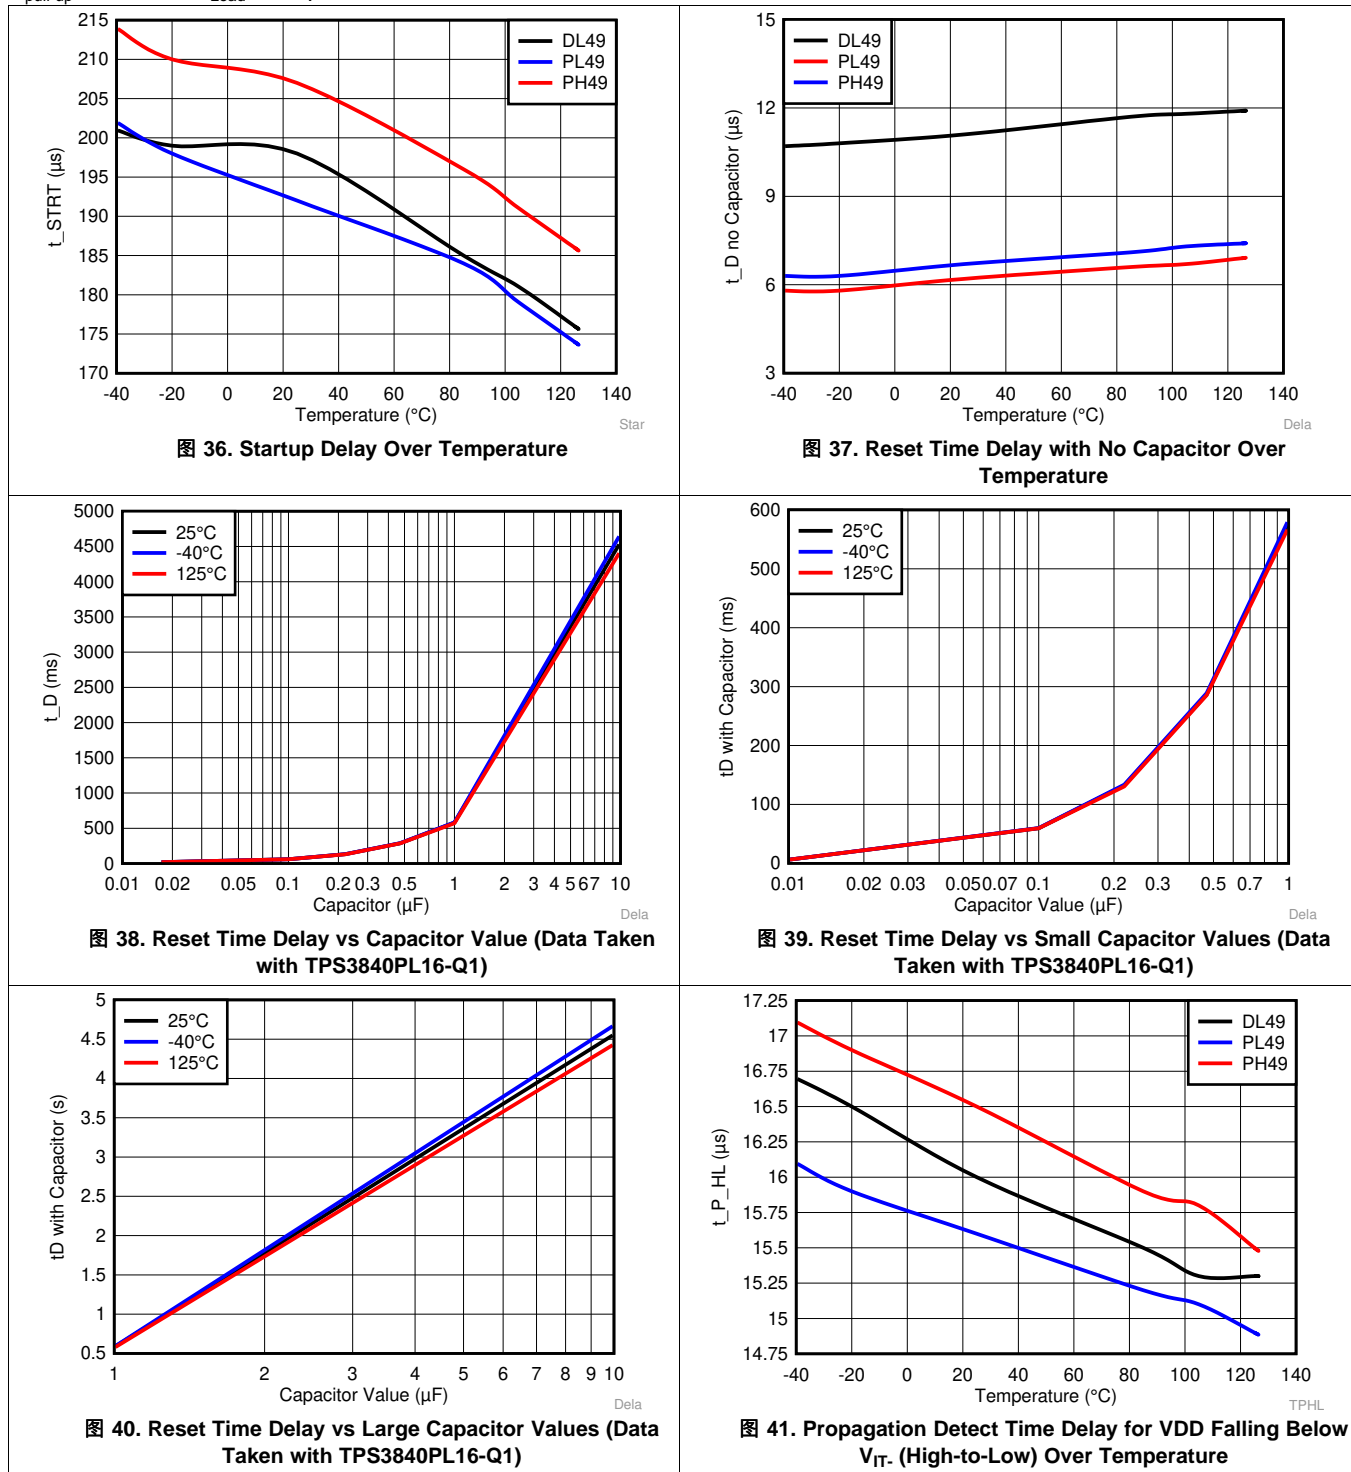 215
210
205
200
195
190
185
180
175
170
t_STRT (µs)
DL49
PL49
PH49
-40 -20 0 20 40 60 80 100 120 140
Temperature (°C)
Star
图 36. Startup Delay Over Temperature
15
12
9
6
3
t_D no Capacitor (µs)
DL49
PL49
PH49
-40 -20 0 20 40 60 80 100 120 140
Temperature (°C)
Dela
图 37. Reset Time Delay with No Capacitor Over
Temperature
5000
4500
4000
3500
3000
2500
2000
1500
1000
500
0
t_D (ms)
25°C
-40°C
125°C
0.01 0.02 0.05 0.1 0.2 0.3 0.5 1 2 3 4 5 6 7 10
Capacitor (µF)
Dela
图 38. Reset Time Delay vs Capacitor Value (Data Taken
with TPS3840PL16-Q1)
600
500
400
300
200
100
0
tD with Capacitor (ms)
25°C
-40°C
125°C
0.01 0.02 0.03 0.05 0.07 0.1 0.2 0.3 0.5 0.7 1
Capacitor Value (µF)
Dela
图 39. Reset Time Delay vs Small Capacitor Values (Data
Taken with TPS3840PL16-Q1)
5
4.5
4
3.5
3
2.5
2
1.5
1
0.5
tD with Capacitor (s)
25°C
-40°C
125°C
1 2 3 4 5 6 7 8 9 10
Capacitor Value (µF)
Dela
图 40. Reset Time Delay vs Large Capacitor Values (Data
Taken with TPS3840PL16-Q1)
17.25
17
16.75
16.5
16.25
16
15.75
15.5
15.25
15
14.75
t_P_HL (µs)
DL49
PL49
PH49
-40 -20 0 20 40 60 80 100 120 140
Temperature (°C)
TPHL
图 41. Propagation Detect Time Delay for VDD Falling Below
VIT- (High-to-Low) Over Temperature